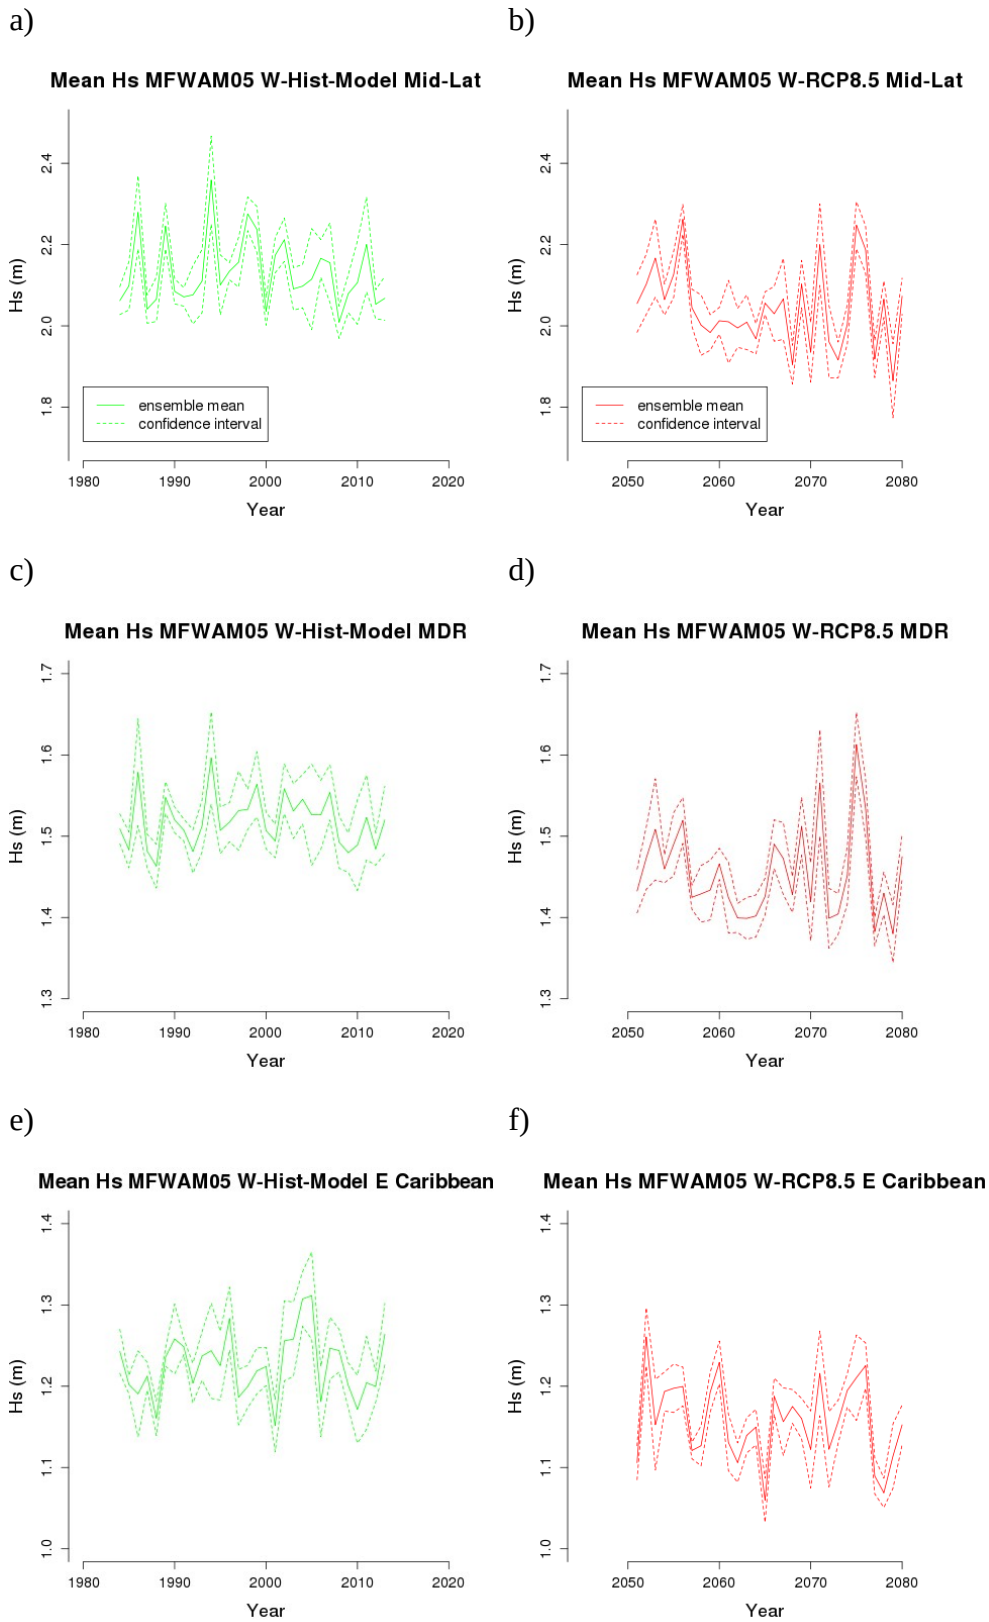 a)
b)
Mean Hs MFWAM05 W-Hist-Model Mid-Lat
Mean Hs MFWAM05 W-RCP8.5 Mid-Lat
Hs (m)
2.4
2.2
2.0
1.8
ensemble mean
confidence interval
1980
1990
2000
2010
2020
Year
Hs (m)
2.4
2.2
2.0
1.8
ensemble mean
confidence interval
2050
2060
2070
2080
Year
c)
d)
Mean Hs MFWAM05 W-Hist-Model MDR
Mean Hs MFWAM05 W-RCP8.5 MDR
Hs (m)
1.7
1.6
1.5
1.4
1.3
1980
1990
2000
2010
2020
Year
Hs (m)
1.7
1.6
1.5
1.4
1.3
2050
2060
2070
2080
Year
e)
f)
Mean Hs MFWAM05 W-Hist-Model E Caribbean
Mean Hs MFWAM05 W-RCP8.5 E Caribbean
Hs (m)
1.4
1.3
1.2
1.1
1.0
1980
1990
2000
2010
2020
Year
Hs (m)
1.4
1.3
1.2
1.1
1.0
2050
2060
2070
2080
Year